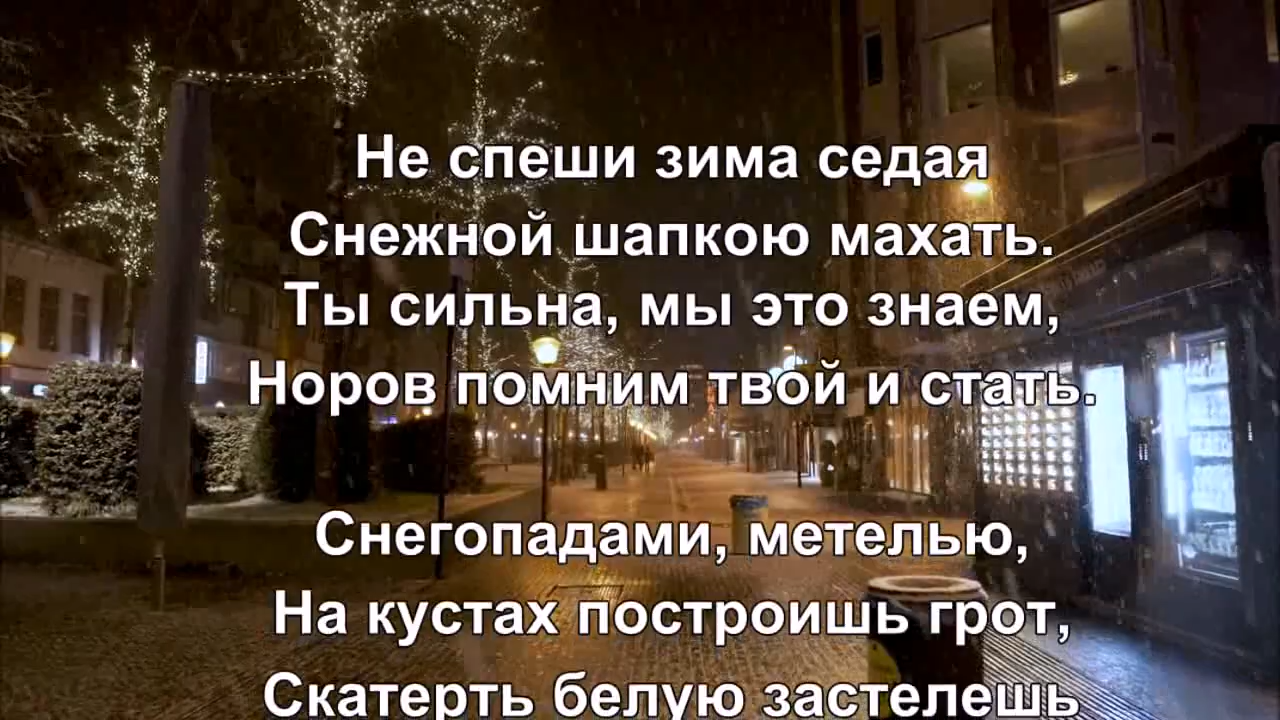 Не спеши зима седая
Снежной шапкою махать.
Ты сильна, мы это знаем,
Норов помним твой и стать.
Снегопадами, метелью,
На кустах построишь грот,
Скатерть белую застелешь